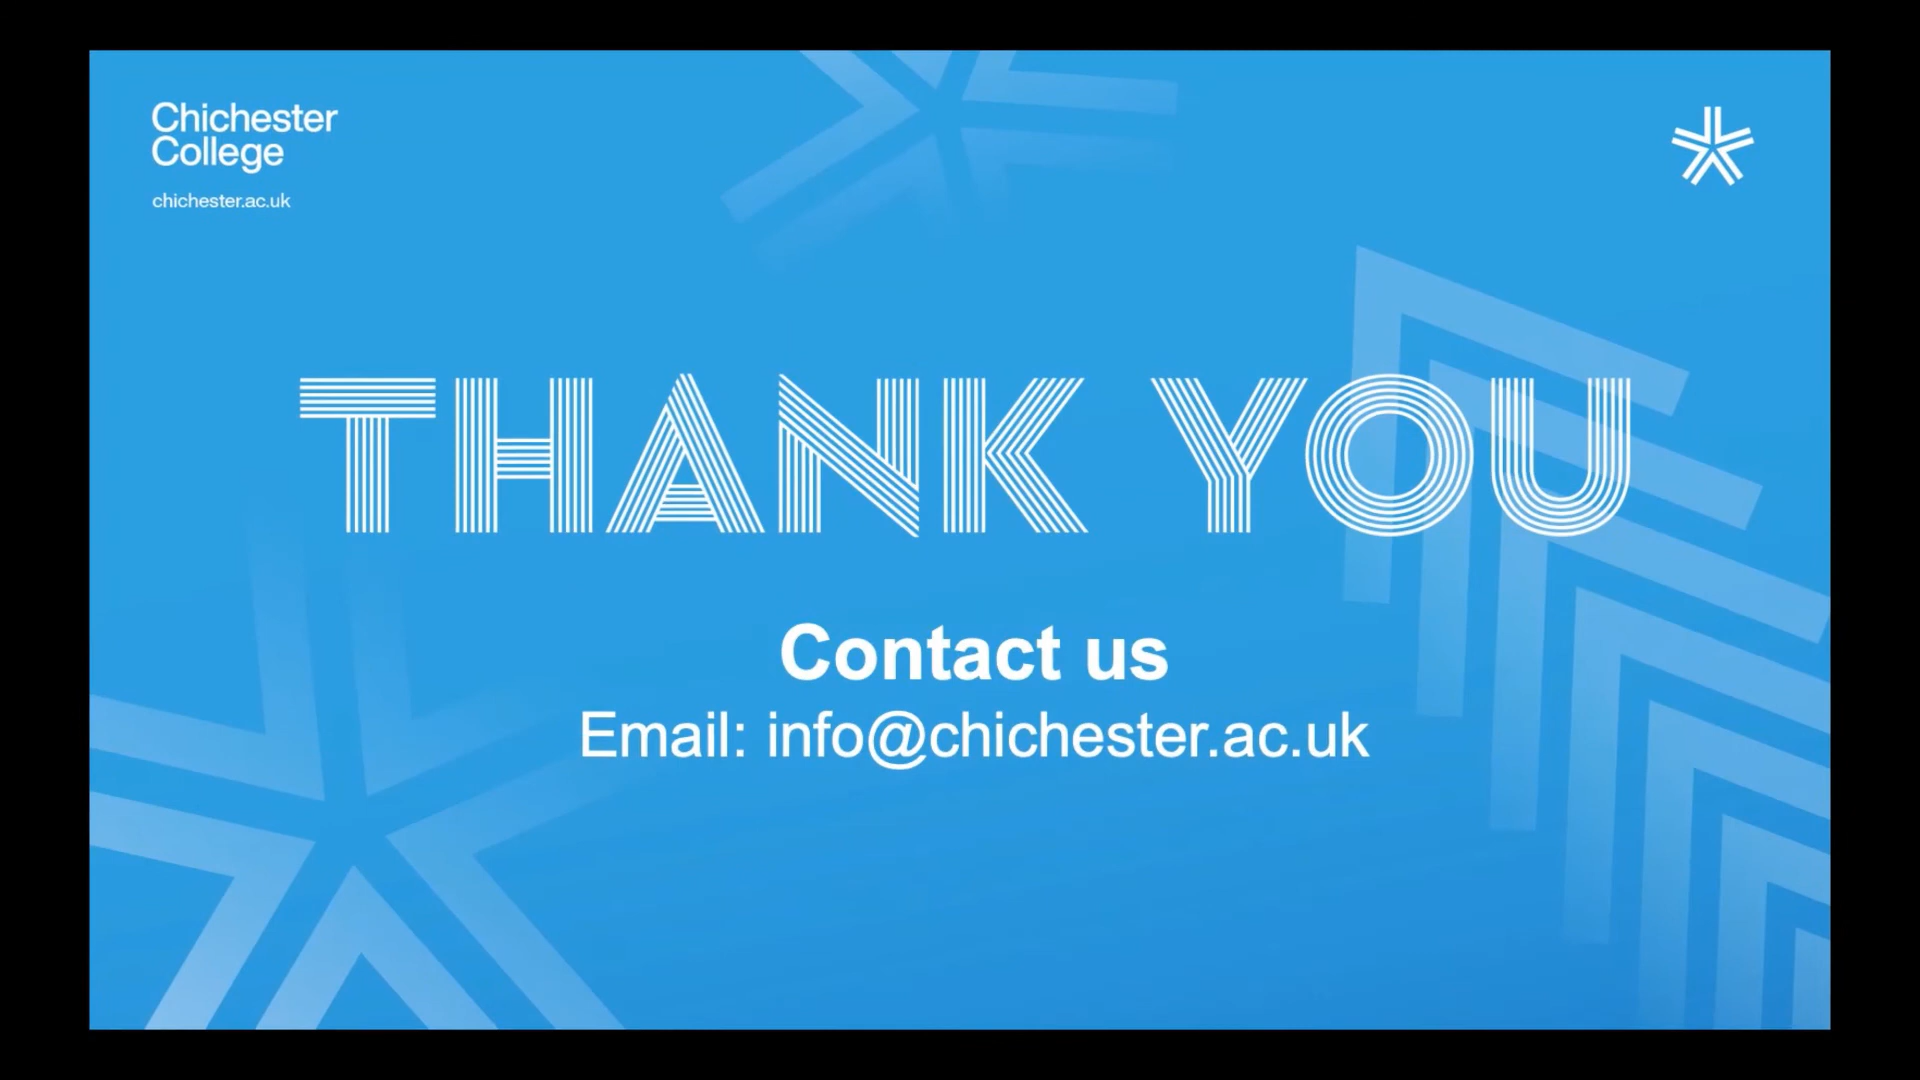 Chichester
College
chichester.ac.uk
THANK YOU
Contact us
Email: info@chichester.ac.uk